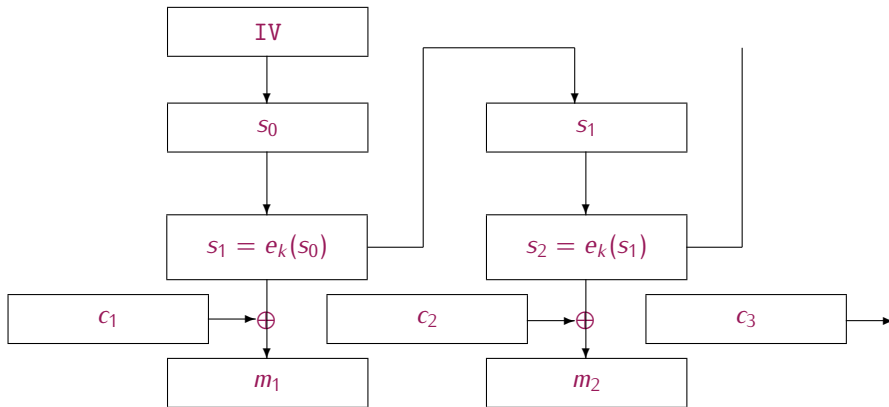 IV
s₀ s₁
s₁ = eₖ(s₀) s₂ = eₖ(s₁)
c₁ ⊕ c₂ ⊕ c₃
m₁ m₂